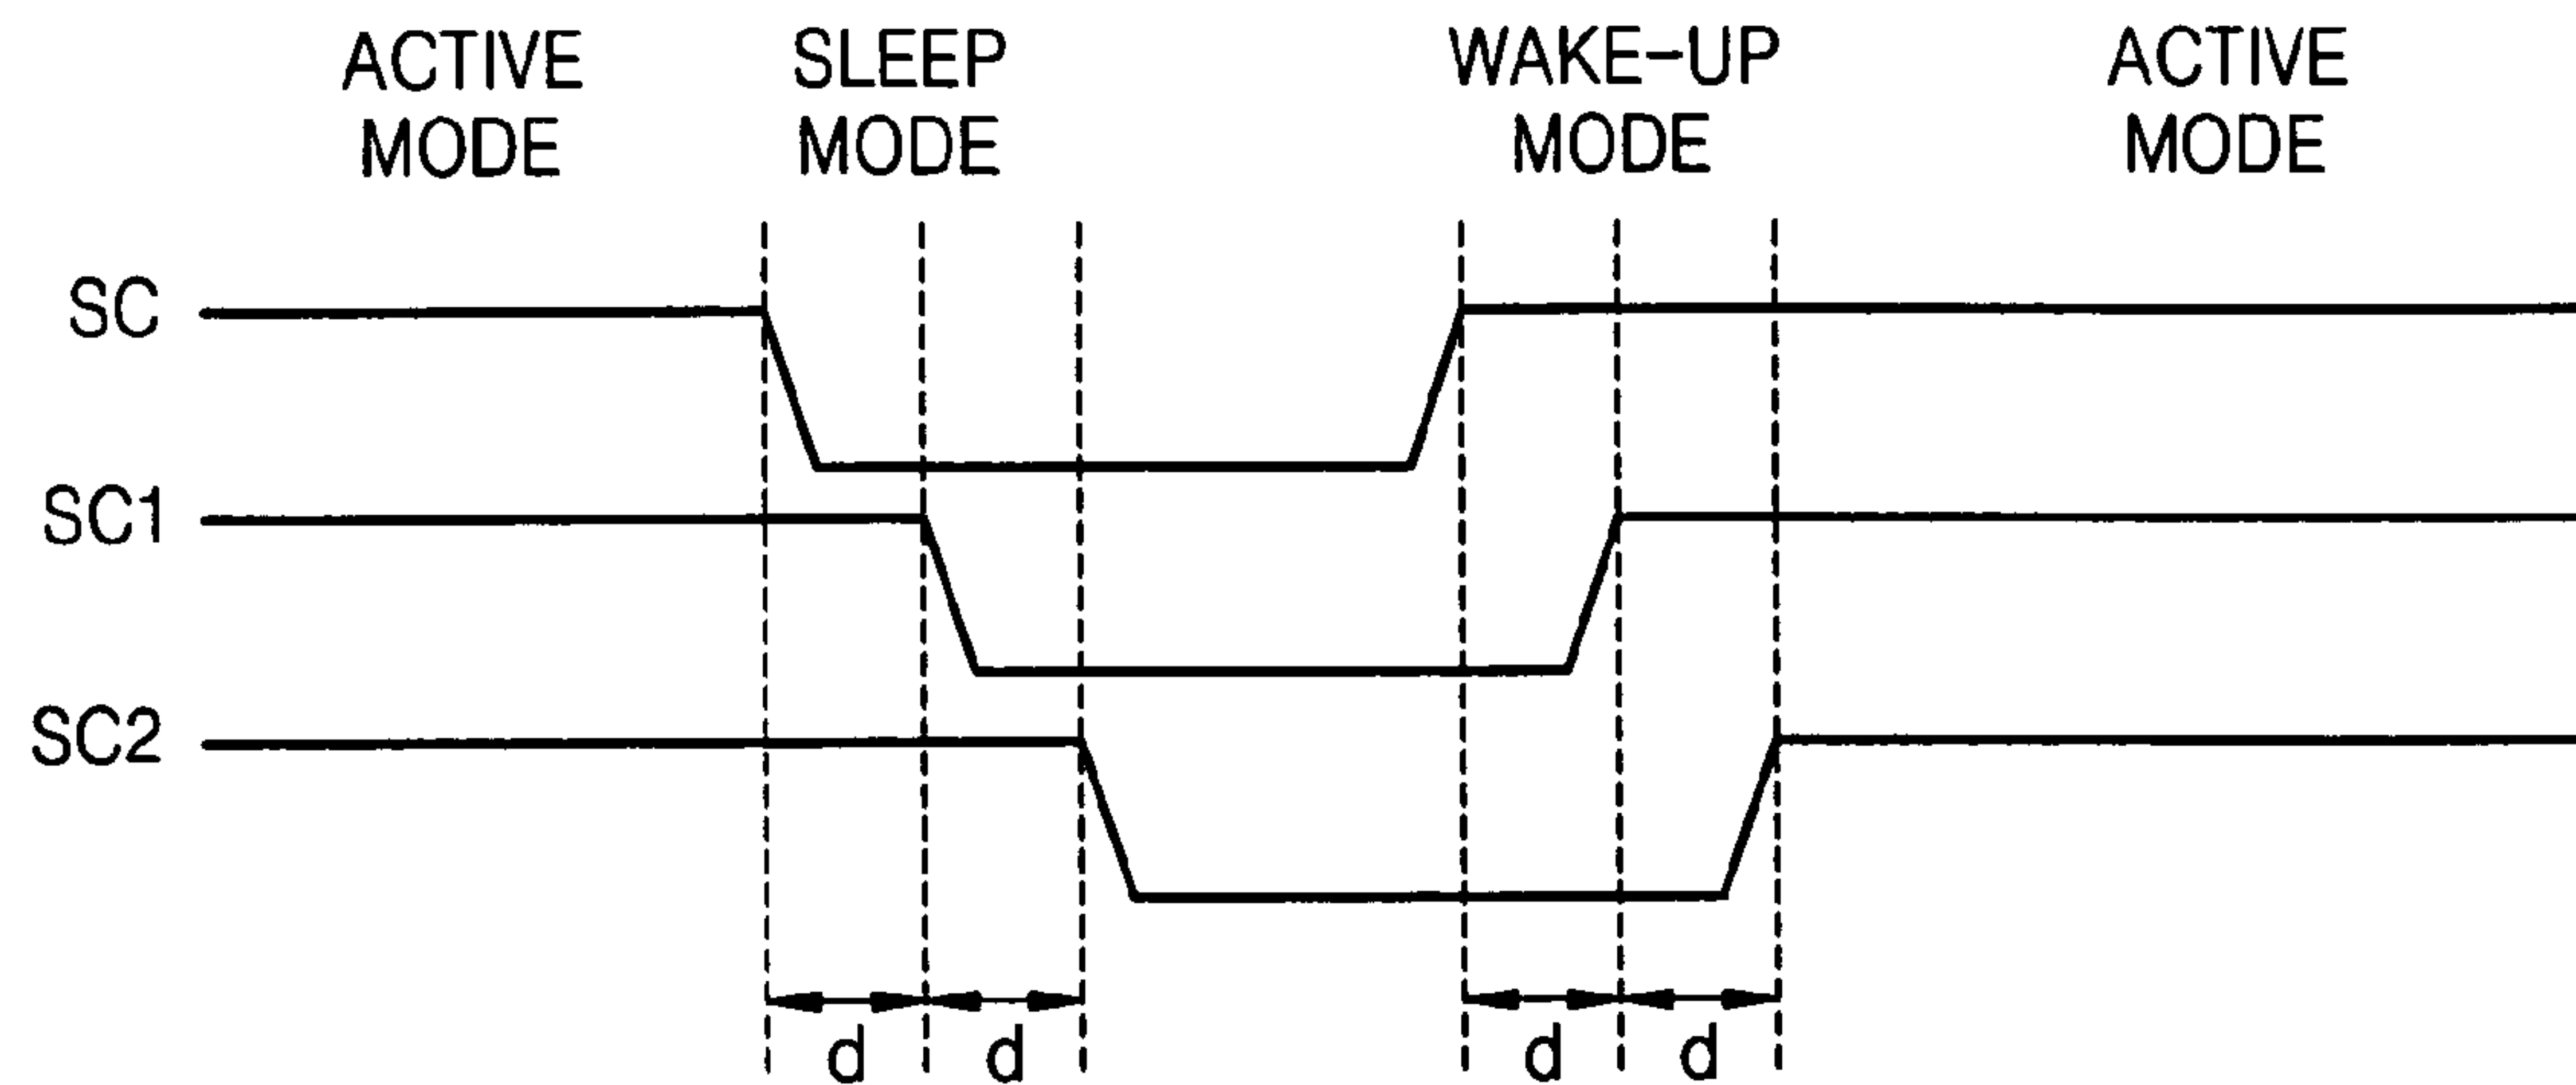 ACTIVE
MODE
SLEEP
MODE
WAKE-UP
MODE
ACTIVE
MODE
SC
SC1
SC2
d
d
d
d